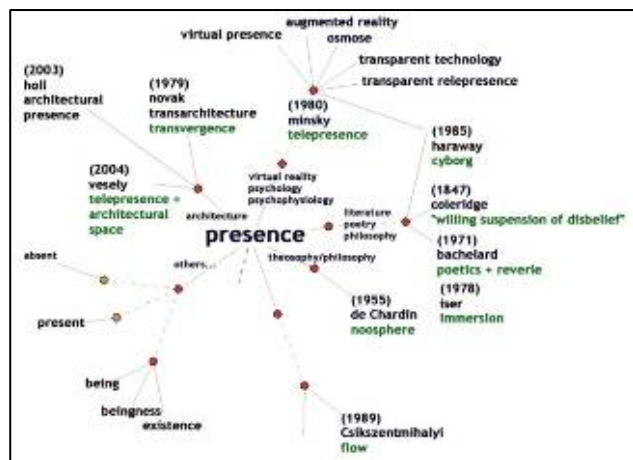 augmented reality
virtual presence
osmose
transparent technology
transparent relepresence
(2003)
holl
architectural
presence
(1979)
novak
transarchitecture
transvergence
(1980)
minsky
telepresence
(1985)
haraway
cyborg
(2004)
vesely
telepresence +
architectural
space
virtual reality
psychology
psychophysiology
architecture
literature
poetry
philosophy
(1847)
coleridge
"willing suspension of disbelief"
(1971)
bachelard
poetics + reverie
(1978)
iser
immersion
presence
theosophy/philosophy
others...
absent
present
(1955)
de Chardin
noosphere
being
beingness
existence
(1989)
Csikszentmihalyi
flow